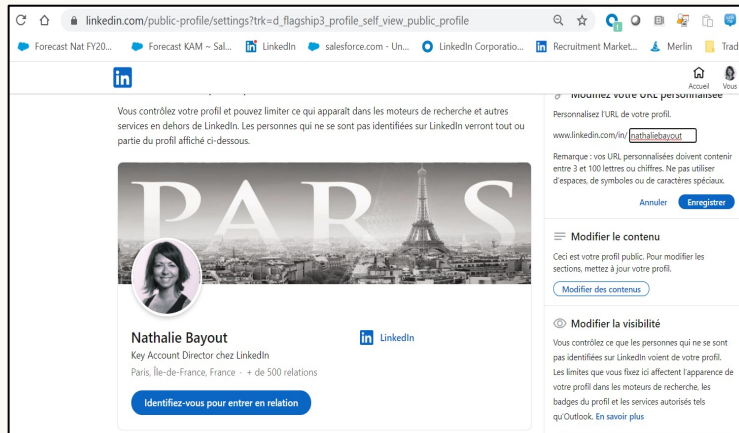 linkedin.com/public-profile/settings?trk=d_flagship3_profile_self_view_public_profile
Forecast Nat FY20... Forecast KAM ~ Sal... LinkedIn salesforce.com - Un... LinkedIn Corporatio... Recruitment Market... Merlin Trad
in
Accueil Vous
Vous contrôlez votre profil et pouvez limiter ce qui apparaît dans les moteurs de recherche et autres
services en dehors de LinkedIn. Les personnes qui ne se sont pas identifiées sur LinkedIn verront tout ou
partie du profil affiché ci-dessous.
PARIS
Nathalie Bayout
in LinkedIn
Key Account Director chez LinkedIn
Paris, Île-de-France, France · + de 500 relations
Identifiez-vous pour entrer en relation
Modifiez votre URL personnalisée
Personnalisez l'URL de votre profil.
www.linkedin.com/in/ nathaliebayout
Remarque : vos URL personnalisées doivent contenir
entre 3 et 100 lettres ou chiffres. Ne pas utiliser
d'espaces, de symboles ou de caractères spéciaux.
Annuler Enregistrer
Modifier le contenu
Ceci est votre profil public. Pour modifier les
sections, mettez à jour votre profil.
Modifier des contenus
Modifier la visibilité
Vous contrôlez ce que les personnes qui ne se sont
pas identifiées sur LinkedIn voient de votre profil.
Les limites que vous fixez ici affectent l'apparence de
votre profil dans les moteurs de recherche, les
badges du profil et les services autorisés tels
qu'Outlook. En savoir plus